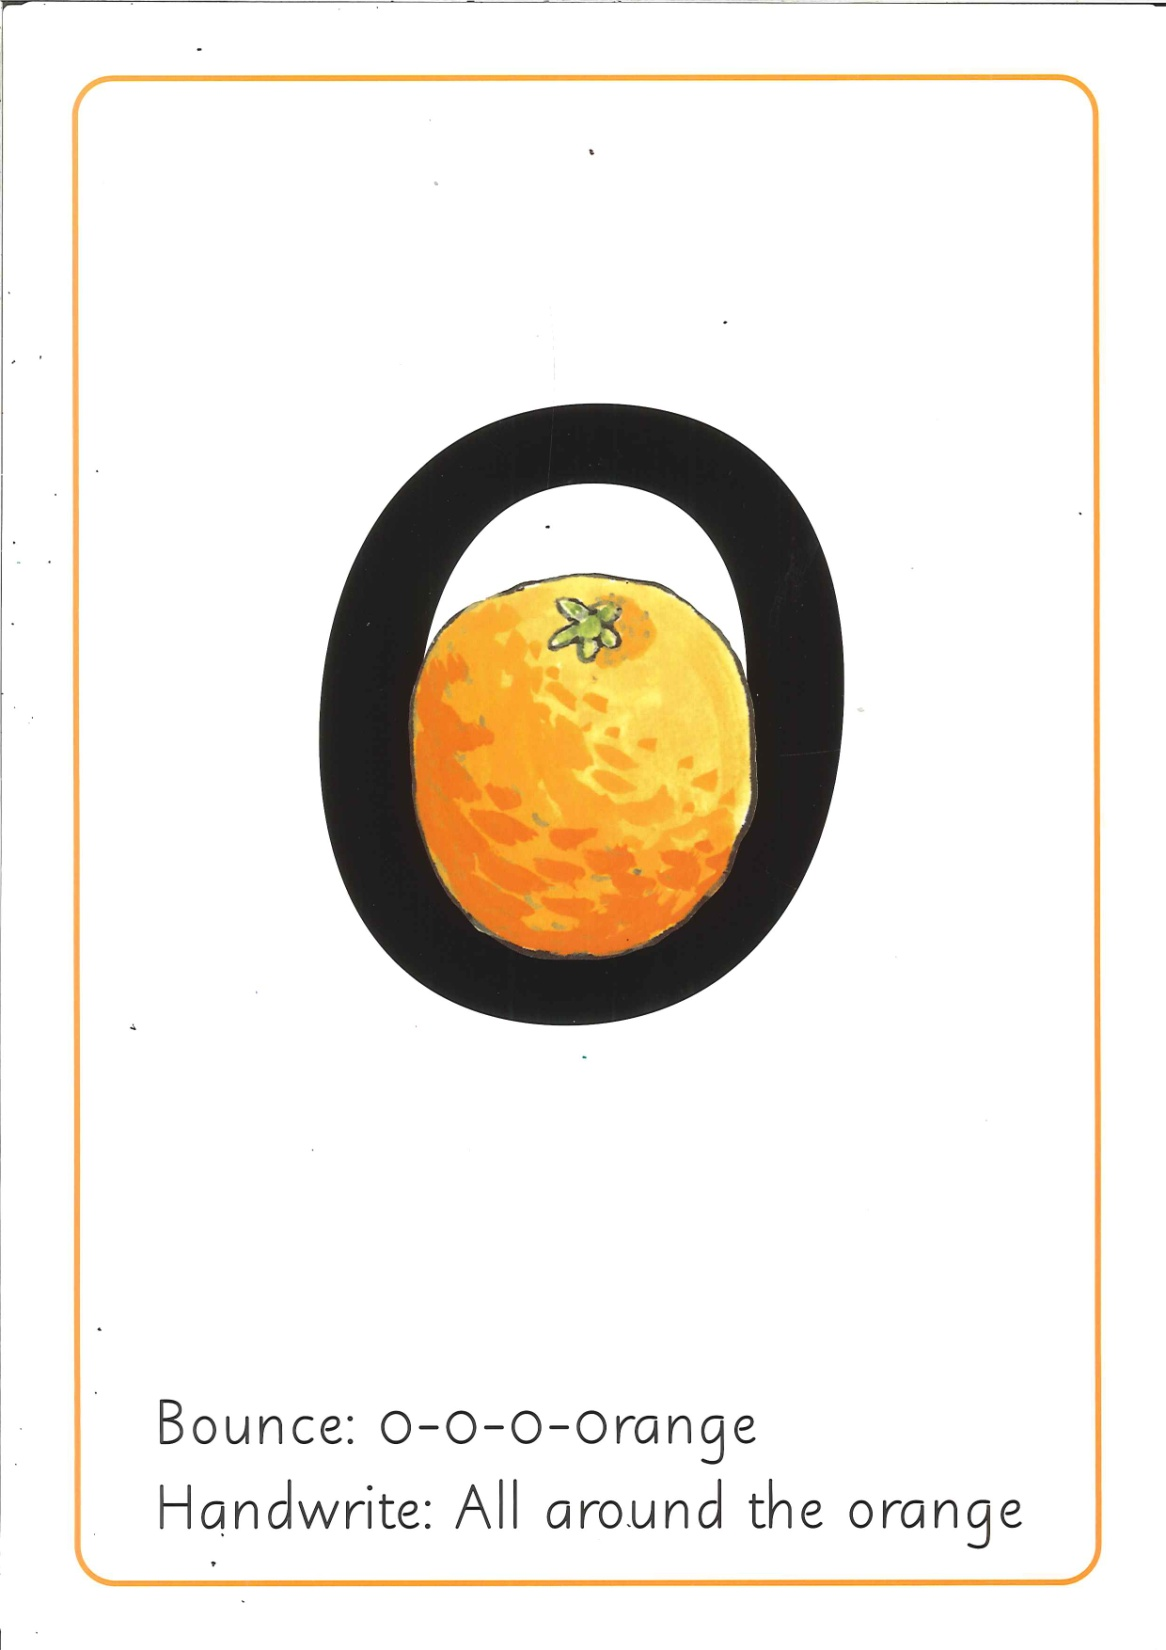 o
Bounce: o-o-o-orange
Handwrite: All around the orange